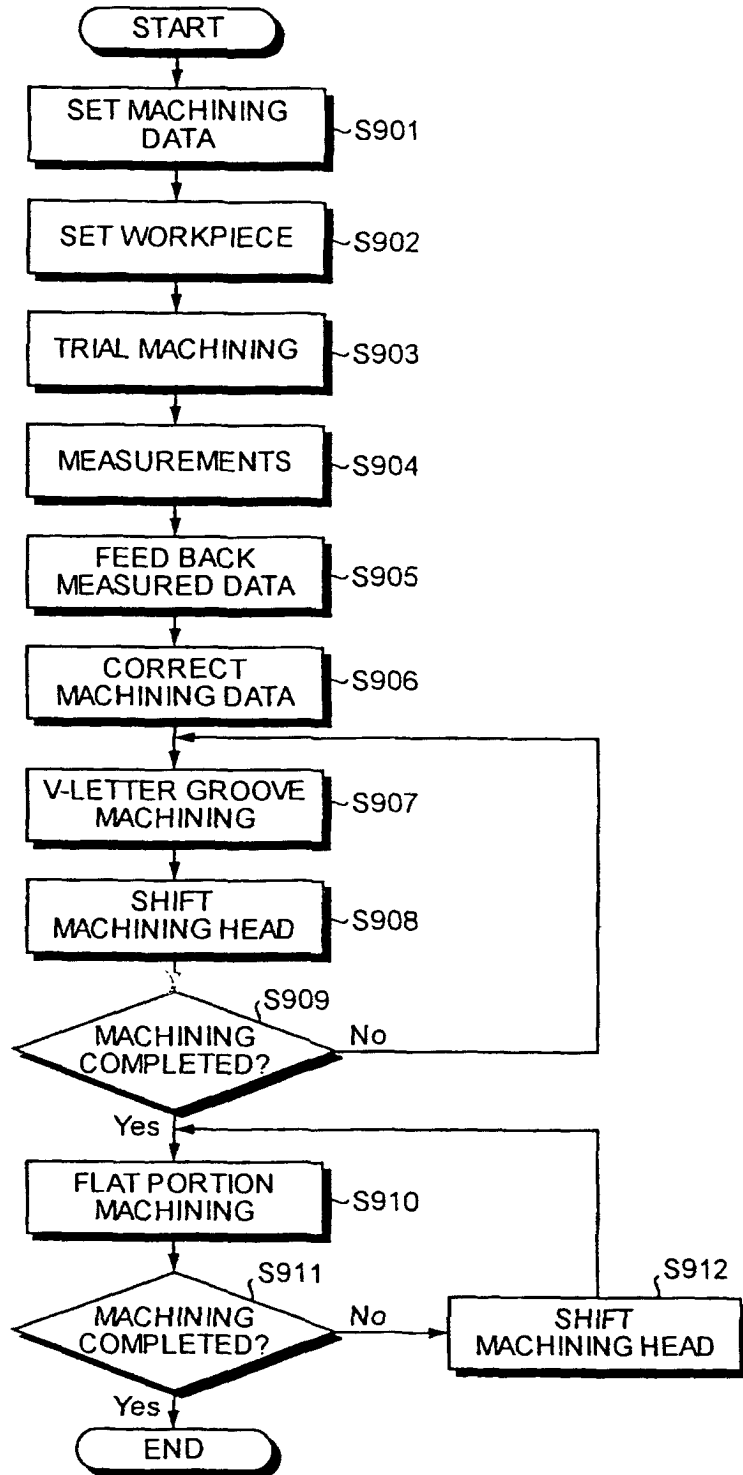 START
SET MACHINING
DATA
S901
SET WORKPIECE
S902
TRIAL MACHINING
S903
MEASUREMENTS
S904
FEED BACK
MEASURED DATA
S905
CORRECT
MACHINING DATA
S906
V-LETTER GROOVE
MACHINING
S907
SHIFT
MACHINING HEAD
S908
S909
MACHINING
COMPLETED?
No
Yes
FLAT PORTION
MACHINING
S910
S911
MACHINING
COMPLETED?
No
S912
SHIFT
MACHINING HEAD
Yes
END